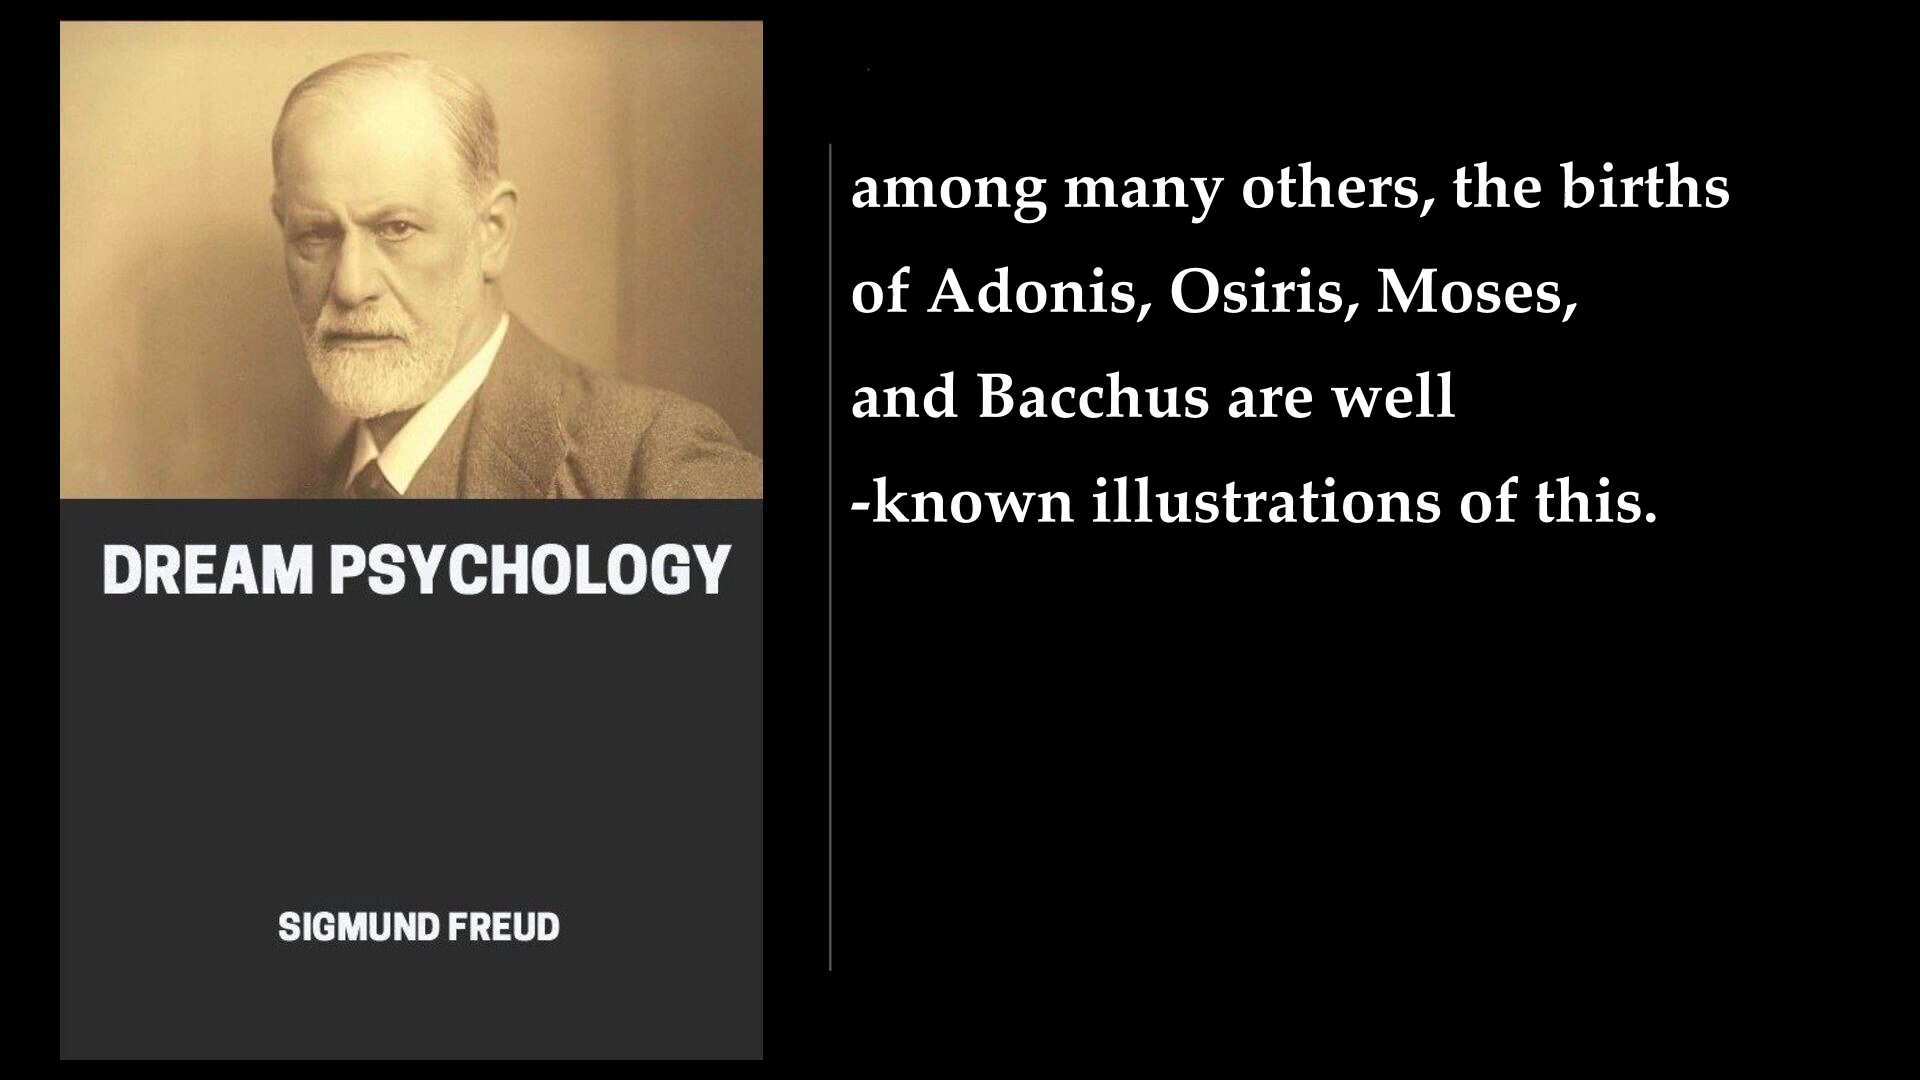 DREAM PSYCHOLOGY
SIGMUND FREUD
among many others, the births
of Adonis, Osiris, Moses,
and Bacchus are well
-known illustrations of this.